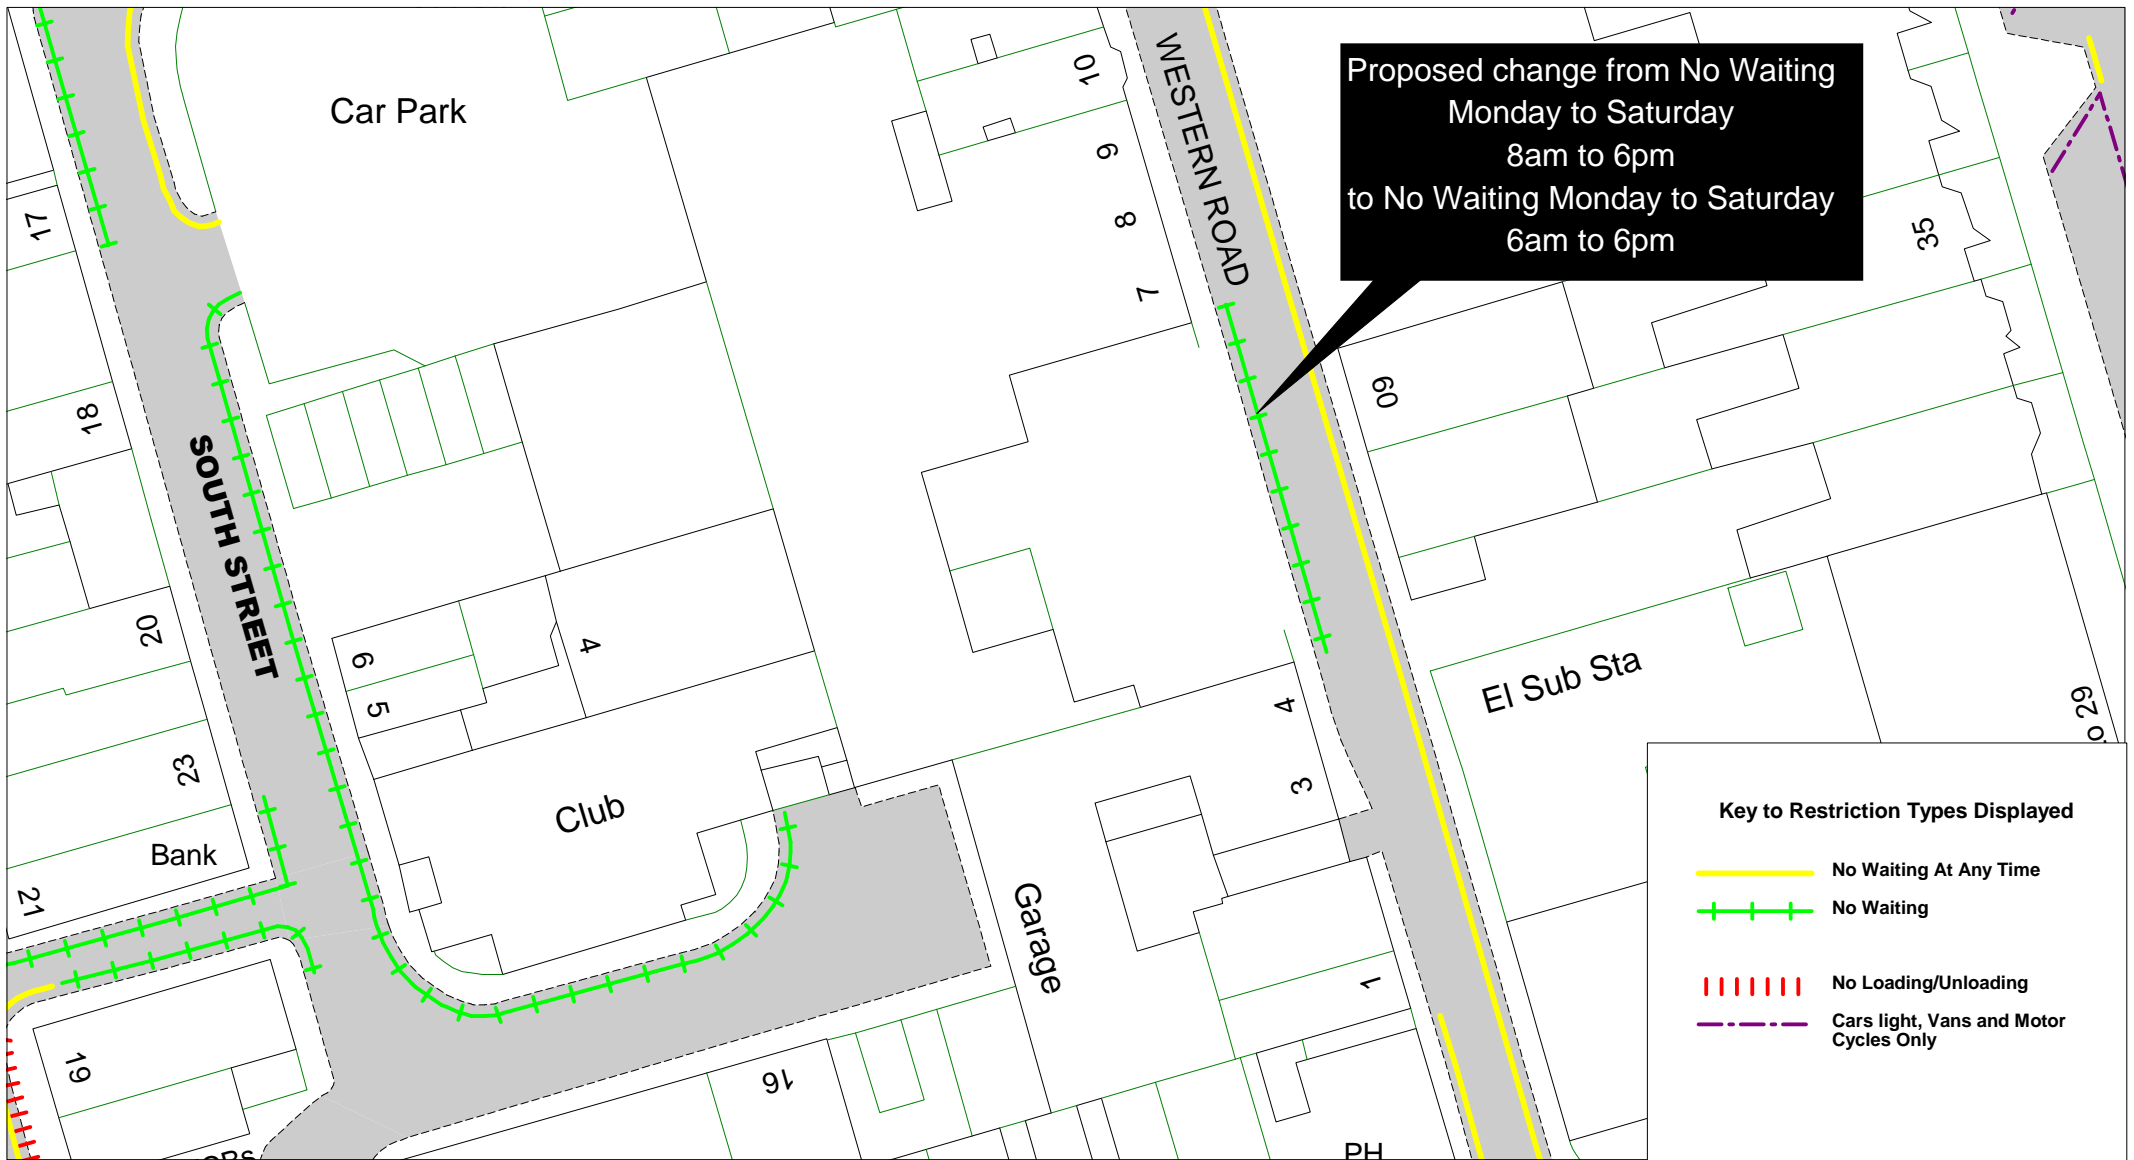 Car Park
10
9
8
7
WESTERN ROAD
Proposed change from No Waiting
Monday to Saturday
8am to 6pm
to No Waiting Monday to Saturday
6am to 6pm
35
17
18
SOUTH STREET
20
23
Bank
21
6
5
4
Club
60
El Sub Sta
4
3
Garage
1
19
16
PH
29
Key to Restriction Types Displayed
No Waiting At Any Time
No Waiting
No Loading/Unloading
Cars light, Vans and Motor
Cycles Only